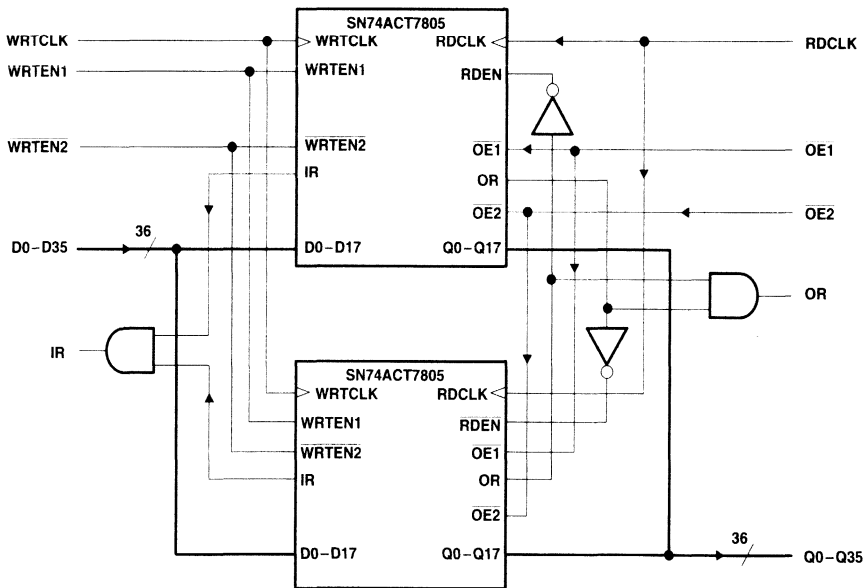 SN74ACT7805
WRTCLK
WRTCLK
RDCLK
RDCLK
WRTEN1
WRTEN1
RDEN
WRTEN2
WRTEN2
OE1
OE1
IR
OR
OE2
OE2
D0–D35
36
D0–D17
Q0–Q17
OR
IR
SN74ACT7805
WRTCLK
RDCLK
WRTEN1
RDEN
WRTEN2
OE1
IR
OR
OE2
D0–D17
Q0–Q17
36
Q0–Q35